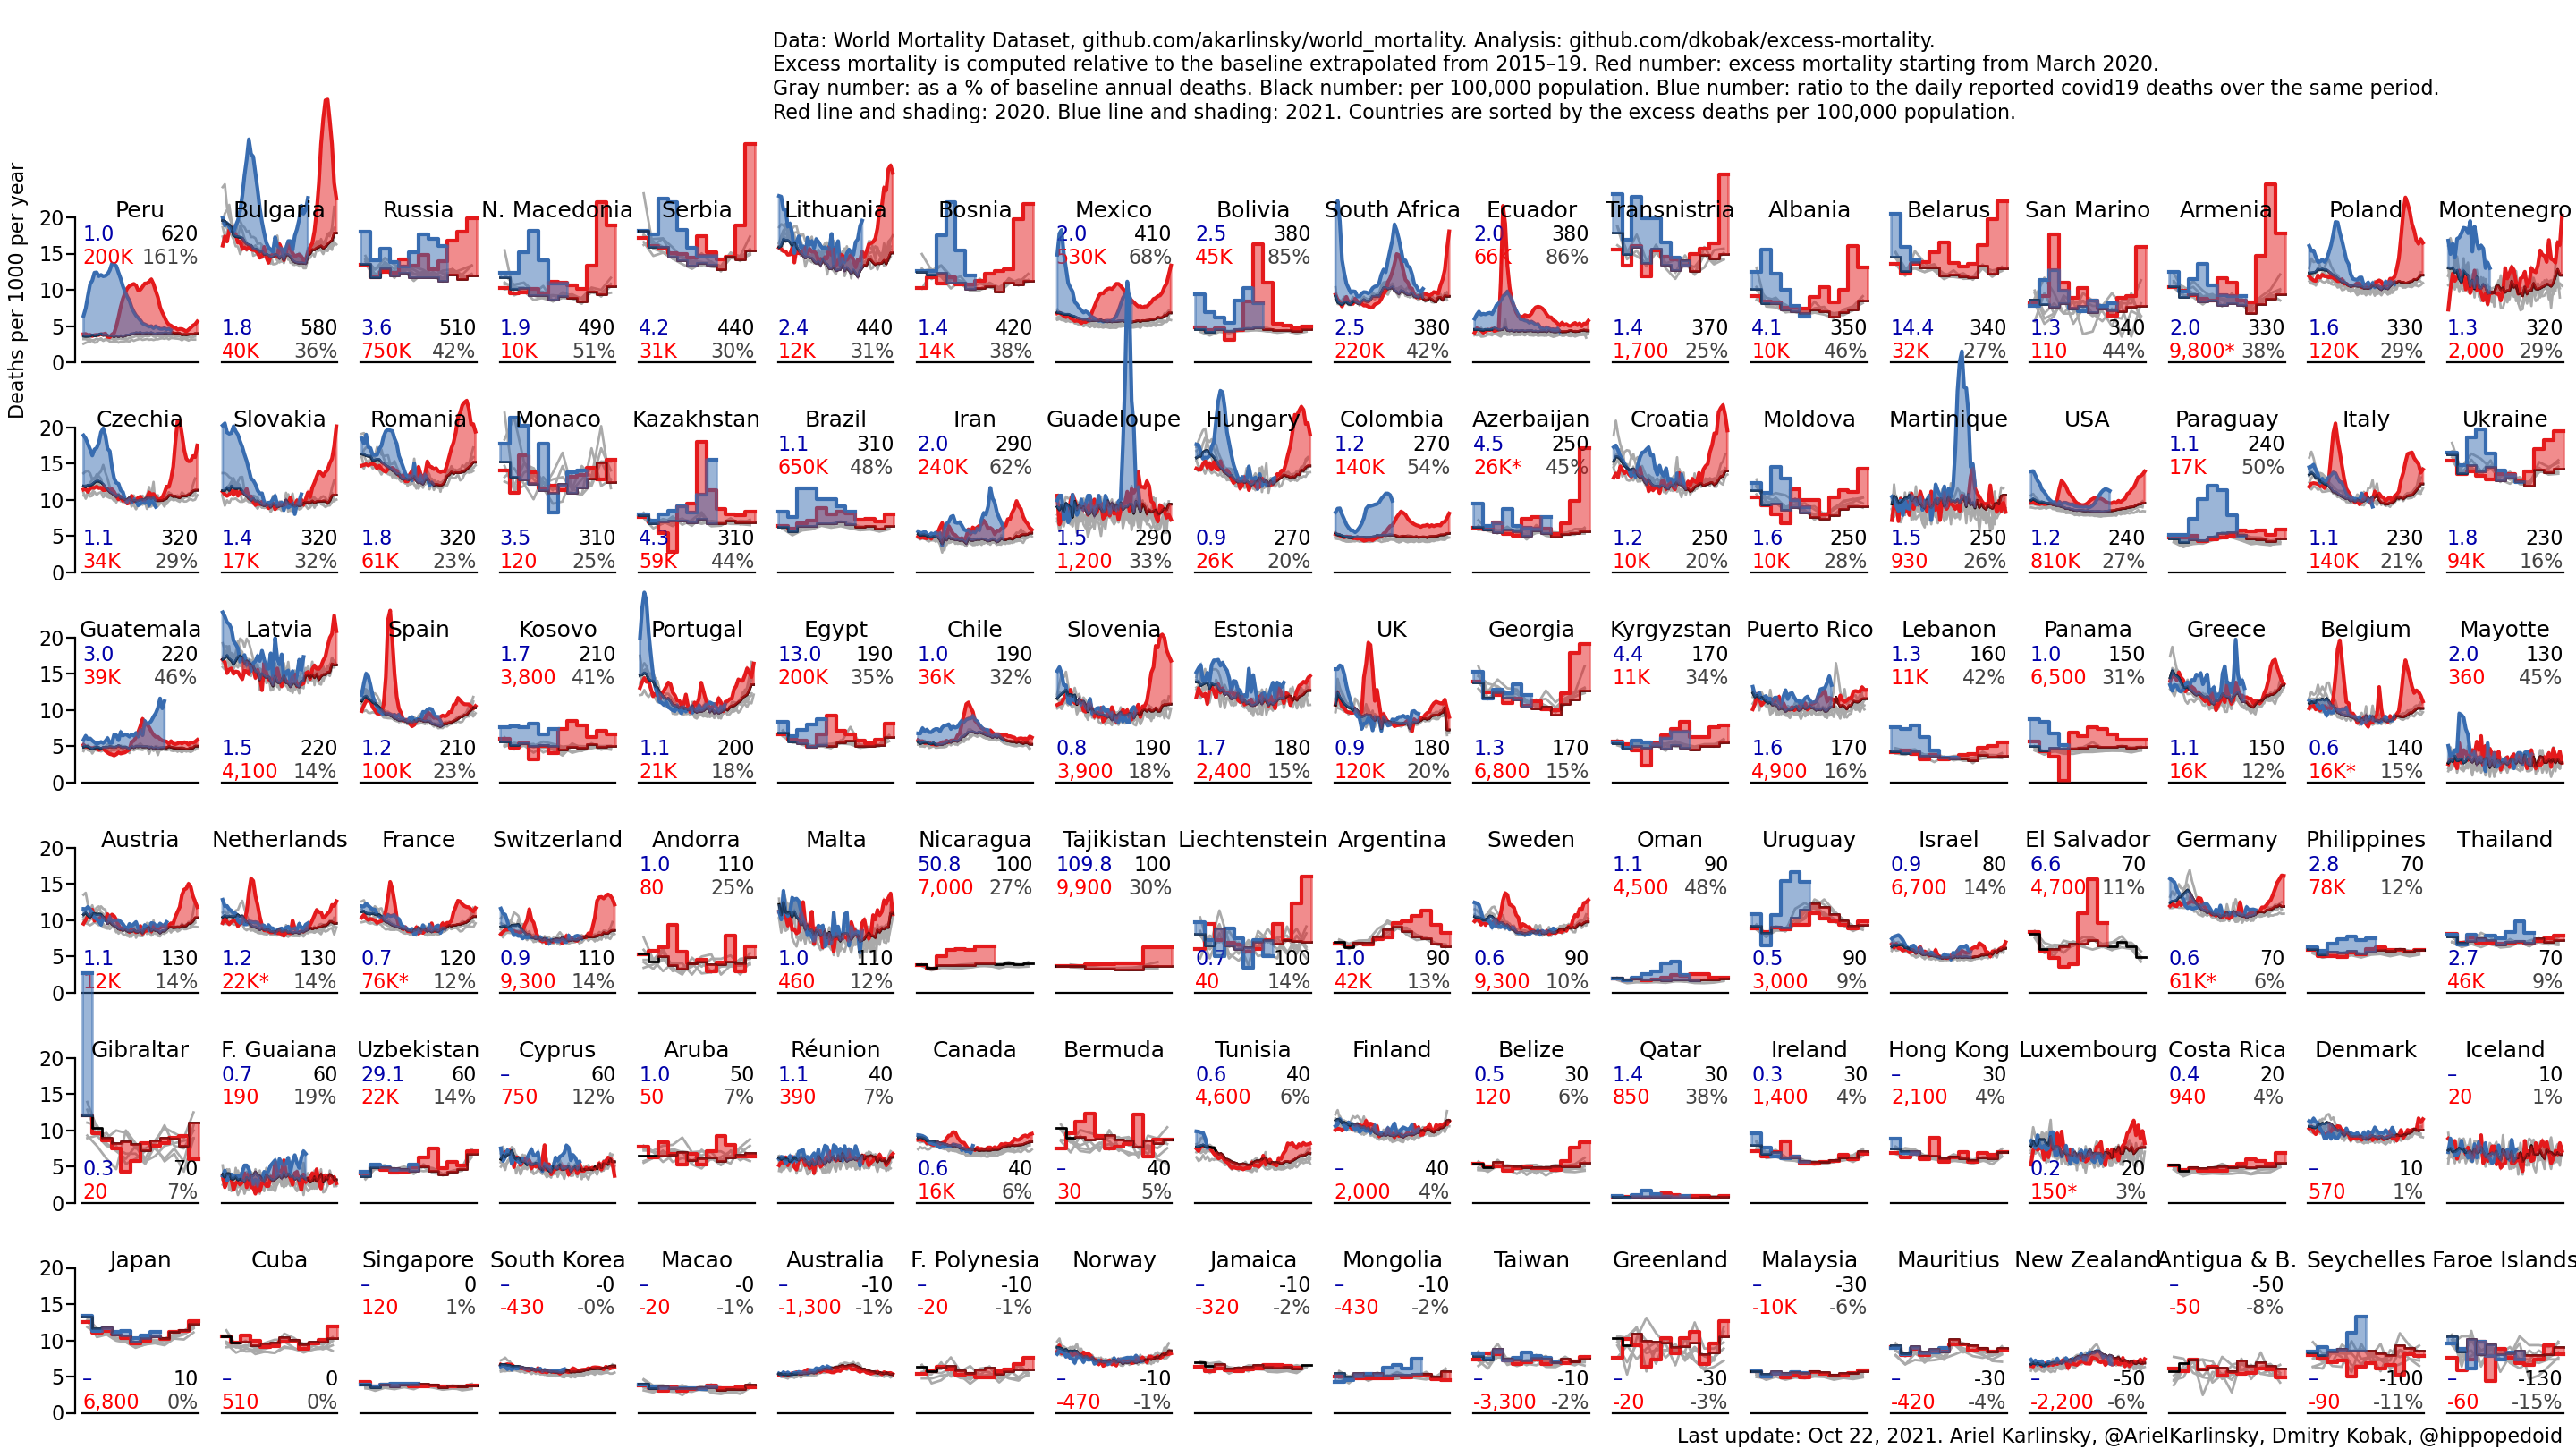 Data: World Mortality Dataset, github.com/akarlinsky/world_mortality. Analysis: github.com/dkobak/excess-mortality.
Excess mortality is computed relative to the baseline extrapolated from 2015–19. Red number: excess mortality starting from March 2020.
Gray number: as a % of baseline annual deaths. Black number: per 100,000 population. Blue number: ratio to the daily reported covid19 deaths over the same period.
Red line and shading: 2020. Blue line and shading: 2021. Countries are sorted by the excess deaths per 100,000 population.
Deaths per 1000 per year
20
15
10
5
0
Peru
1.0 620
200K 161%
Bulgaria
1.8 580
40K 36%
Russia
3.6 510
750K 42%
N. Macedonia
1.9 490
10K 51%
Serbia
4.2 440
31K 30%
Lithuania
2.4 440
12K 31%
Bosnia
1.4 420
14K 38%
Mexico
2.0 410
530K 68%
Bolivia
2.5 380
45K 85%
South Africa
2.5 380
220K 42%
Ecuador
2.0 380
66K 86%
Transnistria
1.4 370
1,700 25%
Albania
4.1 350
10K 46%
Belarus
14.4 340
32K 27%
San Marino
1.3 340
110 44%
Armenia
2.0 330
9,800* 38%
Poland
1.6 330
120K 29%
Montenegro
1.3 320
2,000 29%
20
15
10
5
0
Czechia
1.1 320
34K 29%
Slovakia
1.4 320
17K 32%
Romania
1.8 320
61K 23%
Monaco
3.5 310
120 25%
Kazakhstan
4.3 310
59K 44%
Brazil
1.1 310
650K 48%
Iran
2.0 290
240K 62%
Guadeloupe
1.5 290
1,200 33%
Hungary
0.9 270
26K 20%
Colombia
1.2 270
140K 54%
Azerbaijan
4.5 250
26K* 45%
Croatia
1.2 250
10K 20%
Moldova
1.6 250
10K 28%
Martinique
1.5 250
930 26%
USA
1.2 240
810K 27%
Paraguay
1.1 240
17K 50%
Italy
1.1 230
140K 21%
Ukraine
1.8 230
94K 16%
20
15
10
5
0
Guatemala
3.0 220
39K 46%
Latvia
1.5 220
4,100 14%
Spain
1.2 210
100K 23%
Kosovo
1.7 210
3,800 41%
Portugal
1.1 200
21K 18%
Egypt
13.0 190
200K 35%
Chile
1.0 190
36K 32%
Slovenia
0.8 190
3,900 18%
Estonia
1.7 180
2,400 15%
UK
0.9 180
120K 20%
Georgia
1.3 170
6,800 15%
Kyrgyzstan
4.4 170
11K 34%
Puerto Rico
1.6 170
4,900 16%
Lebanon
1.3 160
11K 42%
Panama
1.0 150
6,500 31%
Greece
1.1 150
16K 12%
Belgium
0.6 140
16K* 15%
Mayotte
2.0 130
360 45%
20
15
10
5
0
Austria
1.1 130
12K 14%
Netherlands
1.2 130
22K* 14%
France
0.7 120
76K* 12%
Switzerland
0.9 110
9,300 14%
Andorra
1.0 110
80 25%
Malta
1.0 110
460 12%
Nicaragua
50.8 100
7,000 27%
Tajikistan
109.8 100
9,900 30%
Liechtenstein
0.7 100
40 14%
Argentina
1.0 90
42K 13%
Sweden
0.6 90
9,300 10%
Oman
1.1 90
4,500 48%
Uruguay
0.5 90
3,000 9%
Israel
0.9 80
6,700 14%
El Salvador
6.6 70
4,700 11%
Germany
0.6 70
61K* 6%
Philippines
2.8 70
78K 12%
Thailand
2.7 70
46K 9%
20
15
10
5
0
Gibraltar
0.3 70
20 7%
F. Guaiana
0.7 60
190 19%
Uzbekistan
29.1 60
22K 14%
Cyprus
– 60
750 12%
Aruba
1.0 50
50 7%
Réunion
1.1 40
390 7%
Canada
0.6 40
16K 6%
Bermuda
– 40
30 5%
Tunisia
0.6 40
4,600 6%
Finland
– 40
2,000 4%
Belize
0.5 30
120 6%
Qatar
1.4 30
850 38%
Ireland
0.3 30
1,400 4%
Hong Kong
– 30
2,100 4%
Luxembourg
0.2 20
150* 3%
Costa Rica
0.4 20
940 4%
Denmark
– 10
570 1%
Iceland
– 10
20 1%
20
15
10
5
0
Japan
– 10
6,800 0%
Cuba
– 0
510 0%
Singapore
– 0
120 1%
South Korea
– -0
-430 -0%
Macao
– -0
-20 -1%
Australia
– -10
-1,300 -1%
F. Polynesia
– -10
-20 -1%
Norway
– -10
-470 -1%
Jamaica
– -10
-320 -2%
Mongolia
– -10
-430 -2%
Taiwan
– -10
-3,300 -2%
Greenland
– -30
-20 -3%
Malaysia
– -30
-10K -6%
Mauritius
– -30
-420 -4%
New Zealand
– -50
-2,200 -6%
Antigua & B.
– -50
-50 -8%
Seychelles
– -100
-90 -11%
Faroe Islands
– -130
-60 -15%
Last update: Oct 22, 2021. Ariel Karlinsky, @ArielKarlinsky, Dmitry Kobak, @hippopedoid